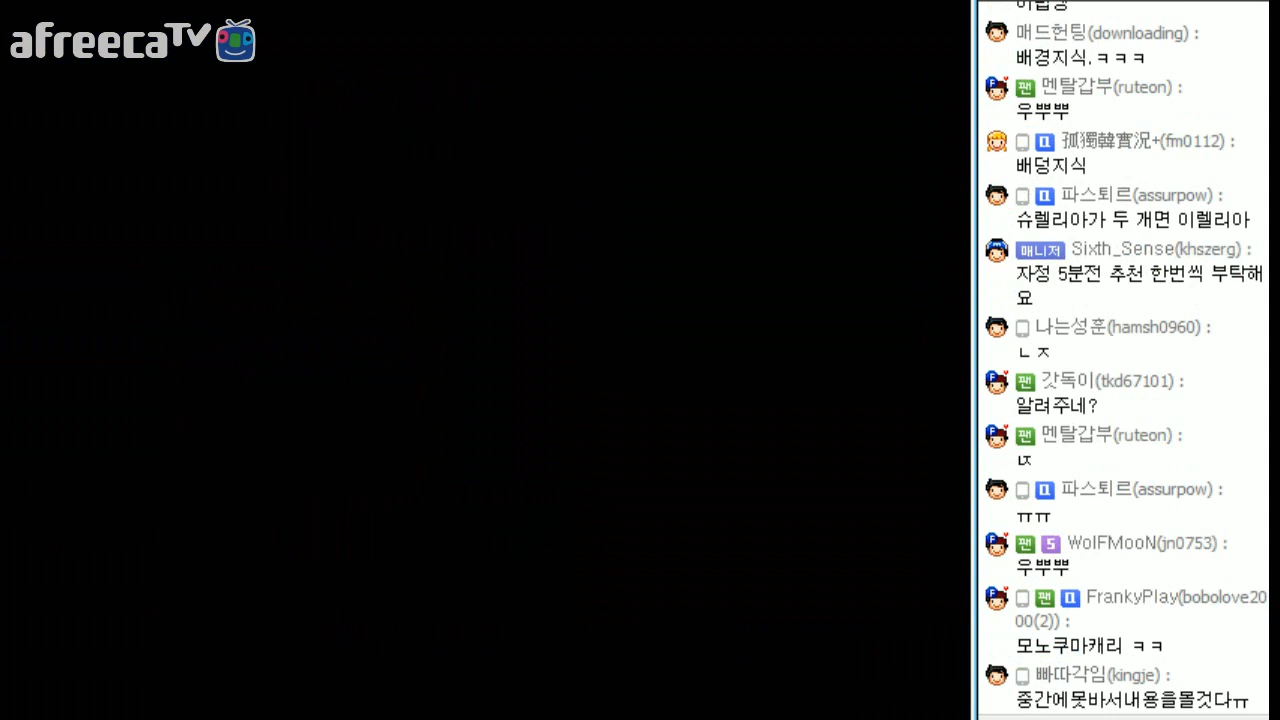 afreecaTV
매드헌팅(downloading) :
배경지식.ㅋㅋㅋ
팬 멘탈갑부(ruteon) :
우뿌뿌
孤獨韓實況+(fm0112) :
배덩지식
파스퇴르(assurpow) :
슈렐리아가 두 개면 이렐리아
매니저 Sixth_Sense(khszerg) :
자정 5분전 추천 한번씩 부탁해
요
나는성훈(hamsh0960) :
ㄴㅈ
팬 갓독이(tkd67101) :
알려주네?
팬 멘탈갑부(ruteon) :
ㄵ
파스퇴르(assurpow) :
ㅠㅠ
팬 S WolFMooN(jn0753) :
우뿌뿌
팬 FrankyPlay(bobolove20
00(2)) :
모노쿠마캐리 ㅋㅋ
빠따각임(kingje) :
중간에못바서내용을몰것다ㅠ